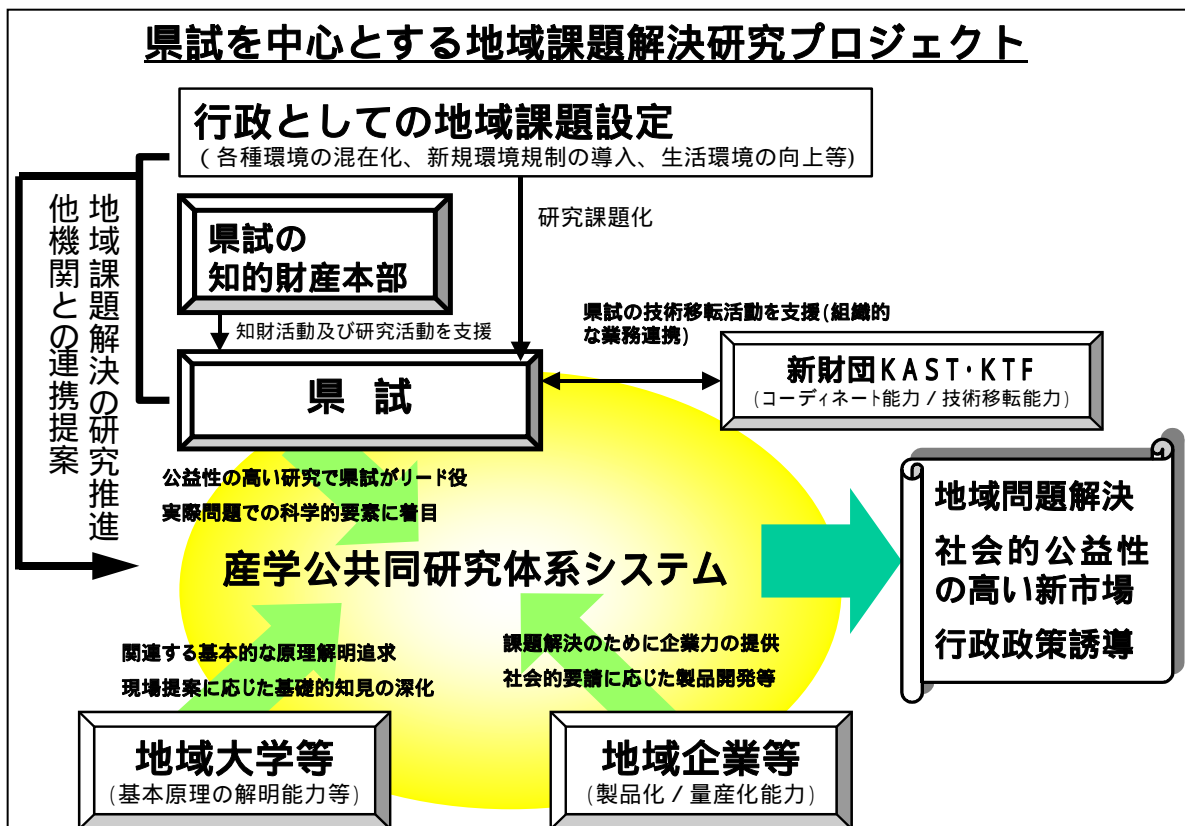 県試を中心とする地域課題解決研究プロジェクト
行政としての地域課題設定
(各種環境の混在化、新規環境規制の導入、生活環境の向上等)
地域課題解決の研究推進
他機関との連携提案
県試の
知的財産本部
研究課題化
知財活動及び研究活動を支援
県試の技術移転活動を支援(組織的
な業務連携)
県 試
新財団KAST・KTF
(コーディネート能力/技術移転能力)
公益性の高い研究で県試がリード役
実際問題での科学的要素に着目
産学公共同研究体系システム
地域問題解決
社会的公益性
の高い新市場
行政政策誘導
関連する基本的な原理解明追求
現場提案に応じた基礎的知見の深化
課題解決のために企業力の提供
社会的要請に応じた製品開発等
地域大学等
(基本原理の解明能力等)
地域企業等
(製品化/量産化能力)